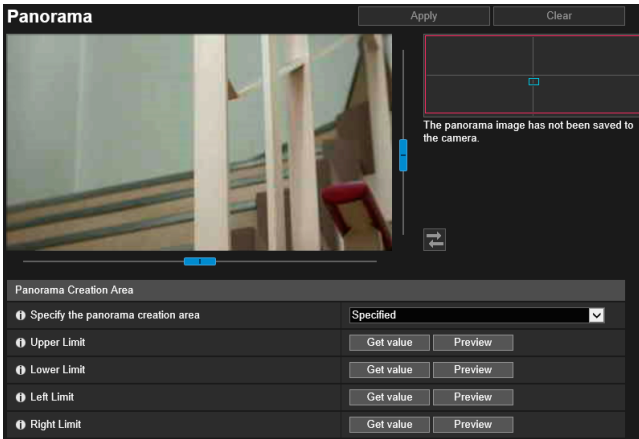 Panorama
Apply
Clear
The panorama image has not been saved to
the camera.
Panorama Creation Area
Specify the panorama creation area
Specified
Upper Limit
Get value
Preview
Lower Limit
Get value
Preview
Left Limit
Get value
Preview
Right Limit
Get value
Preview